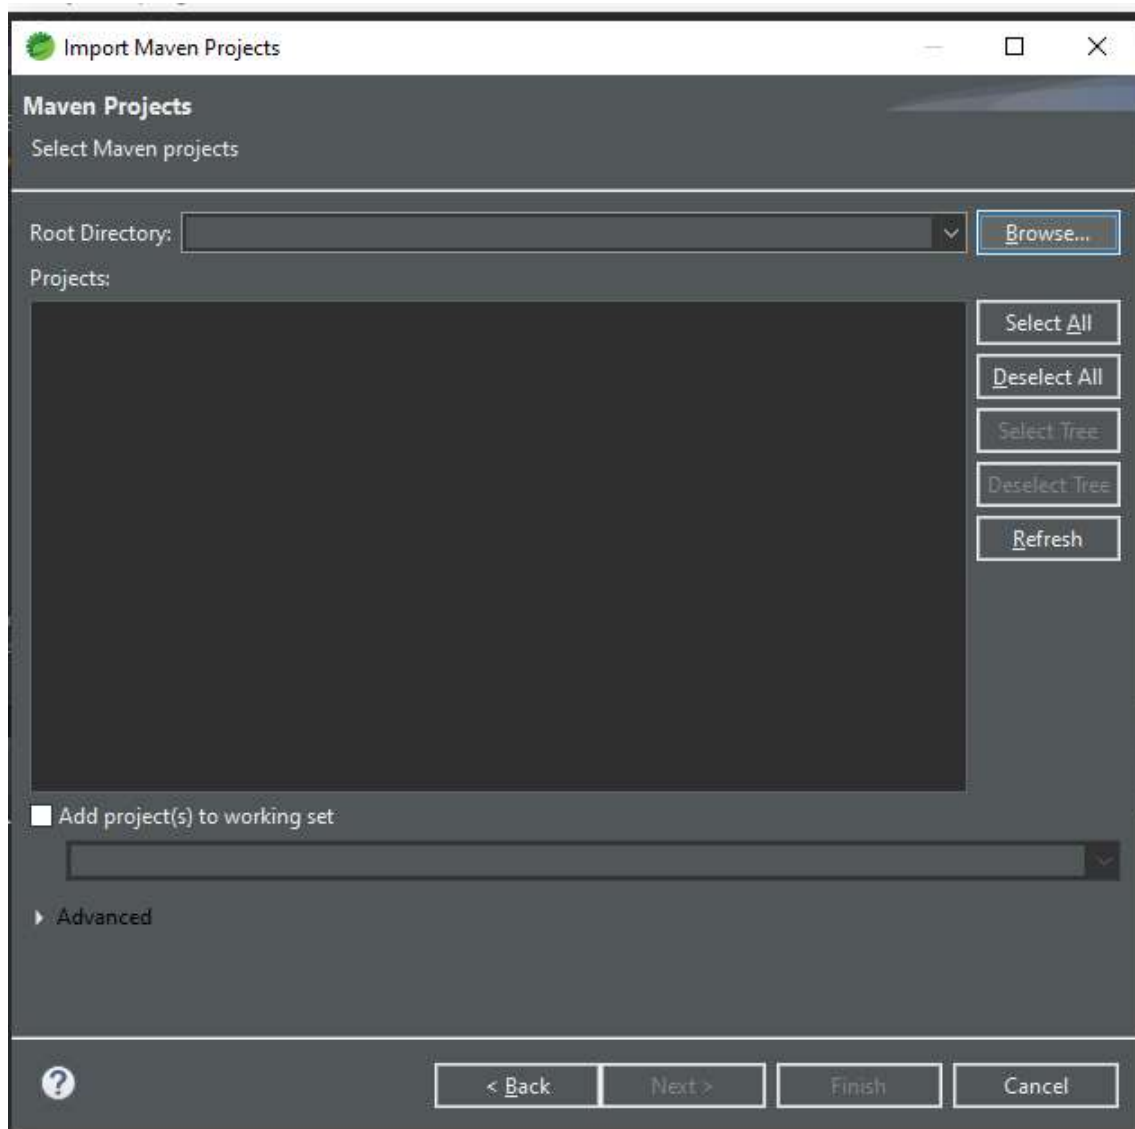 Import Maven Projects
Maven Projects
Select Maven projects
Root Directory:
Browse...
Projects:
Select All
Deselect All
Select Tree
Deselect Tree
Refresh
Add project(s) to working set
Advanced
?
< Back
Next >
Finish
Cancel